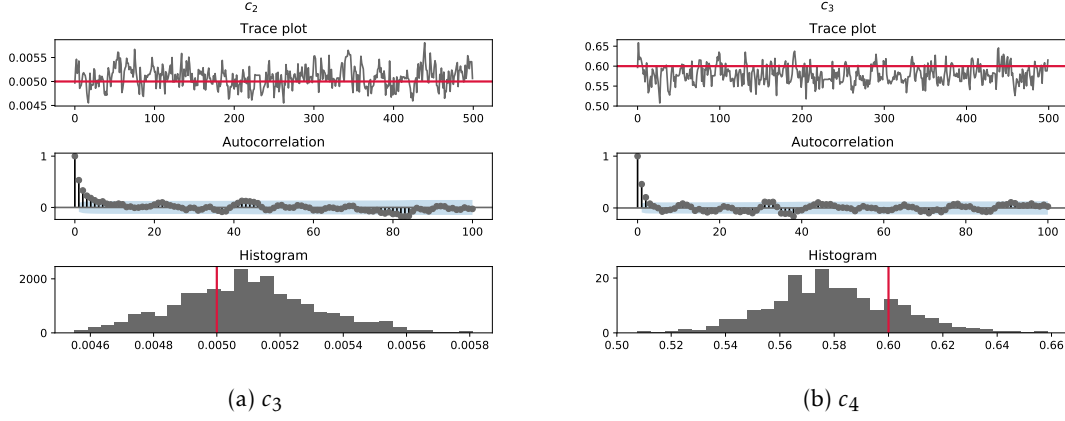 c₂
Trace plot
0.0055
0.0050
0.0045
0 100 200 300 400 500
Autocorrelation
1
0
0 20 40 60 80 100
Histogram
2000
0
0.0046 0.0048 0.0050 0.0052 0.0054 0.0056 0.0058
(a) c₃
c₃
Trace plot
0.65
0.60
0.55
0.50
0 100 200 300 400 500
Autocorrelation
1
0
0 20 40 60 80 100
Histogram
20
0
0.50 0.52 0.54 0.56 0.58 0.60 0.62 0.64 0.66
(b) c₄